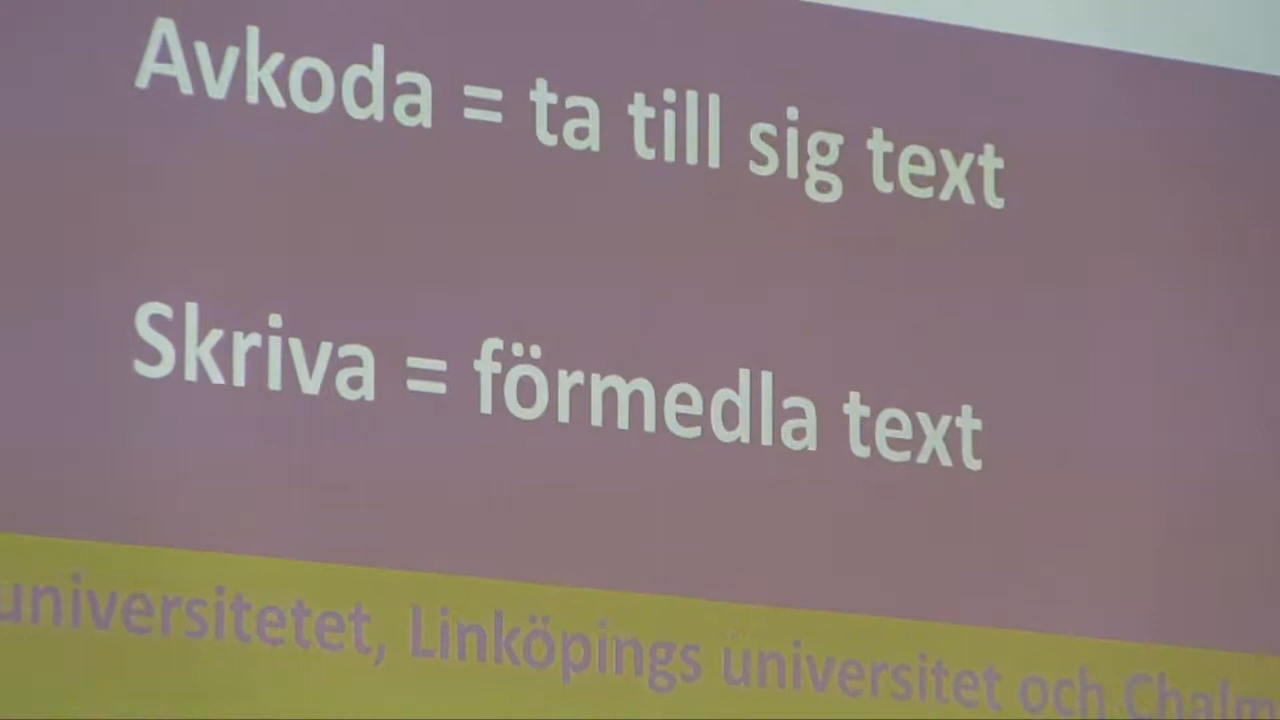 Avkoda = ta till sig text
Skriva = förmedla text
universitetet, Linköpings universitet och